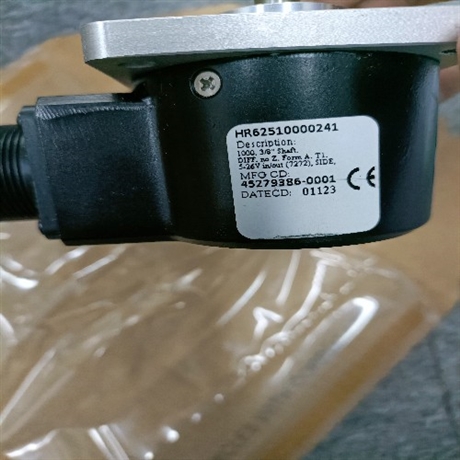 HR62510000241
Description:
1000, 3/8" Shaft,
DIFF, no Z, Form A, T1,
5-26V in/out (7272), SIDE,
MFG CD:
45279386-0001
DATECD: 01123
CE